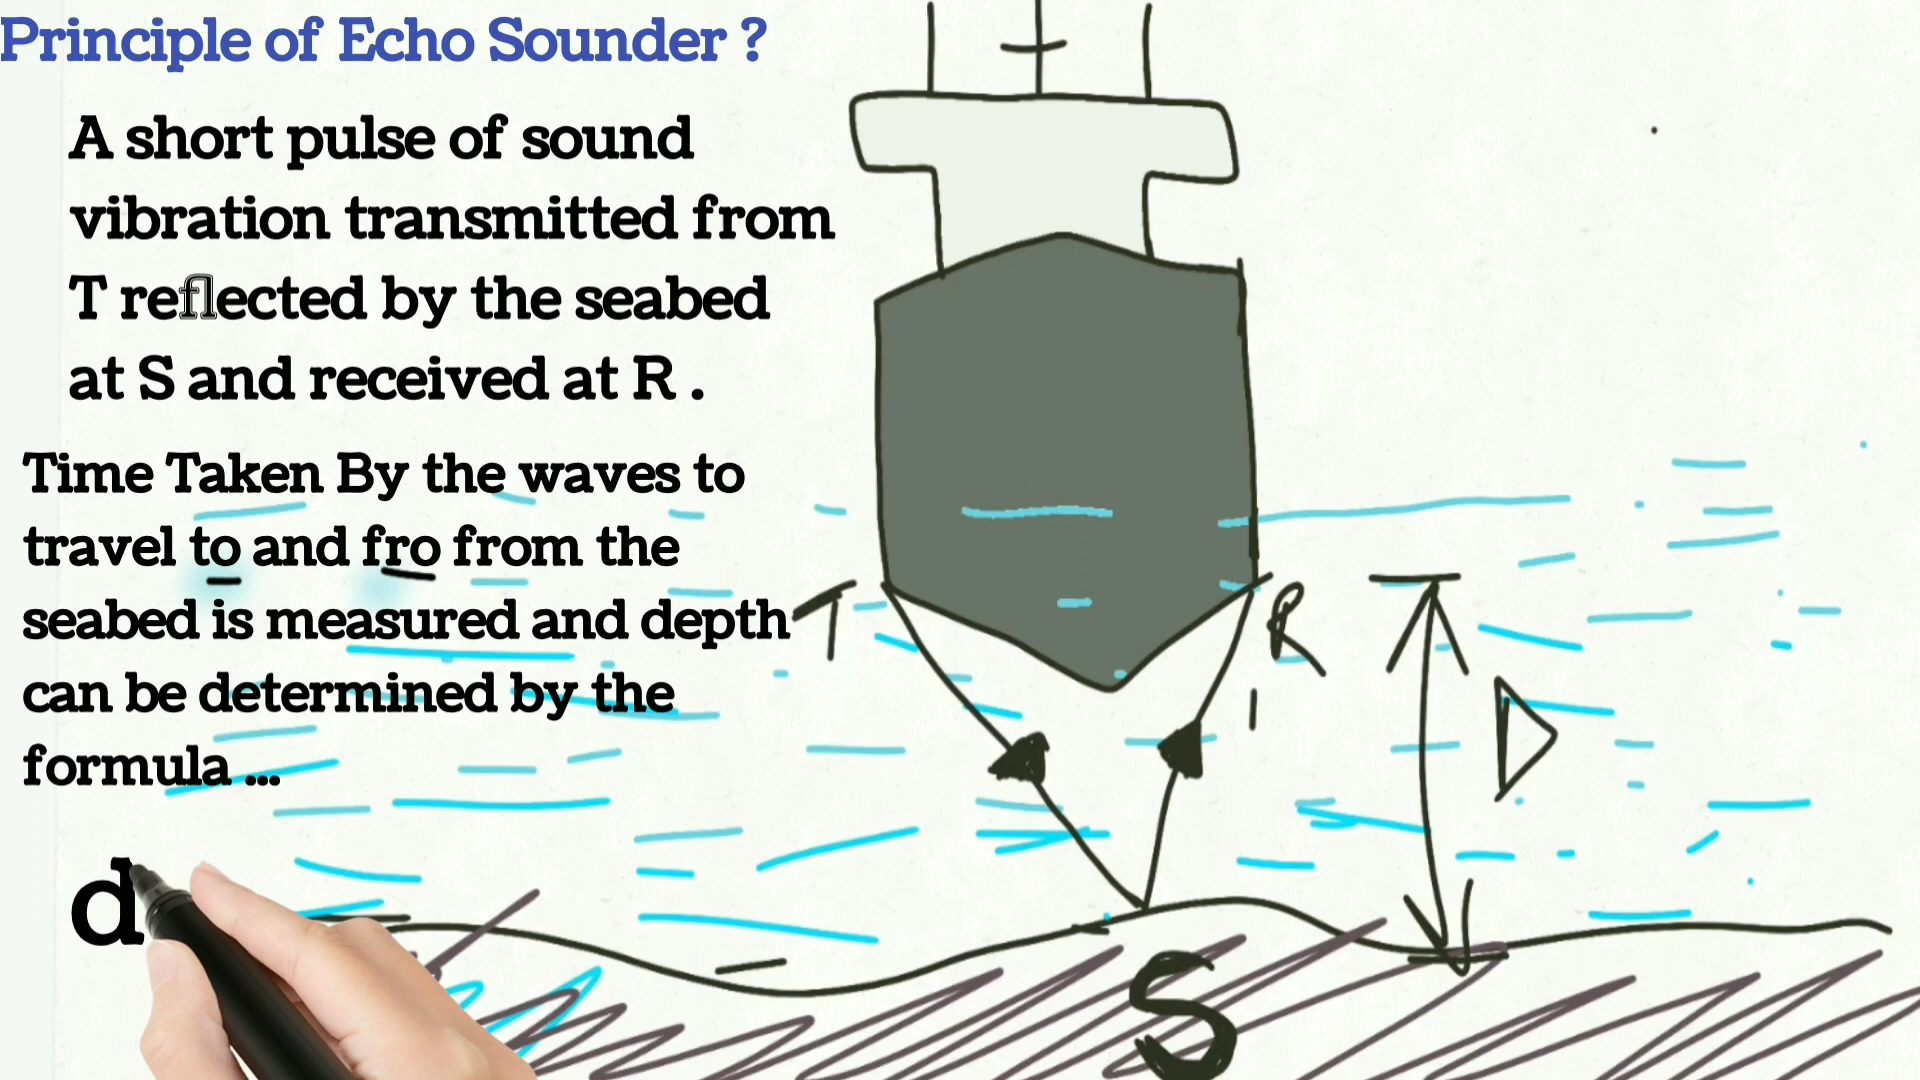 Principle of Echo Sounder ?
A short pulse of sound
vibration transmitted from
T reflected by the seabed
at S and received at R .
Time Taken By the waves to
travel to and fro from the
seabed is measured and depth
can be determined by the
formula ...
d
T
R
D
S